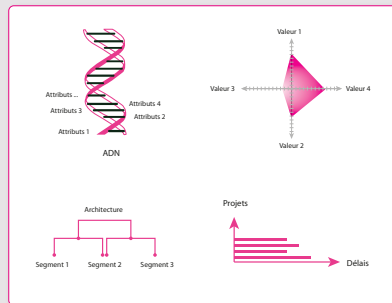 Attributs ...
Attributs 4
Attributs 3
Attributs 2
Attributs 1
ADN
Valeur 1
Valeur 3
Valeur 4
Valeur 2
Architecture
Segment 1
Segment 2
Segment 3
Projets
Délais